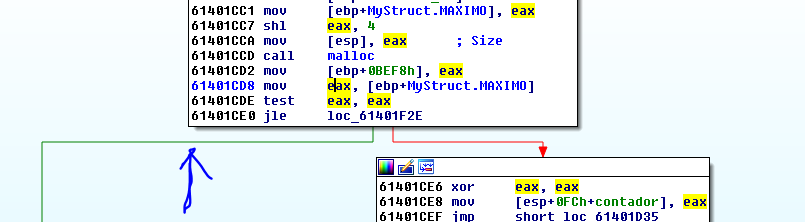 61401CC1 mov [ebp+MyStruct.MAXIMO], eax
61401CC7 shl eax, 4
61401CCA mov [esp], eax ; Size
61401CCD call malloc
61401CD2 mov [ebp+0BEF8h], eax
61401CD8 mov eax, [ebp+MyStruct.MAXIMO]
61401CDE test eax, eax
61401CE0 jle loc_61401F2E
61401CE6 xor eax, eax
61401CE8 mov [esp+0FCh+contador], eax
61401CEF jmp short loc_61401D35